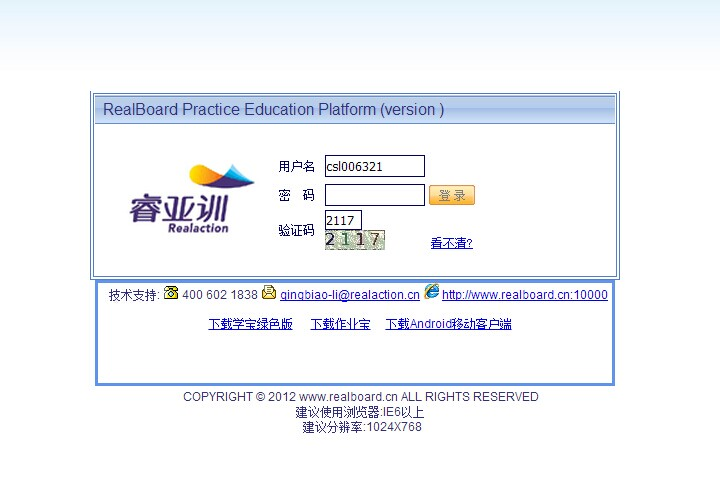 RealBoard Practice Education Platform (version )
睿亚训
Realaction
用户名 csl006321
密 码 登 录
验证码 2117
2117 看不清?
技术支持: 400 602 1838 qingbiao-li@realaction.cn http://www.realboard.cn:10000
下载学宝绿色版 下载作业宝 下载Android移动客户端
COPYRIGHT © 2012 www.realboard.cn ALL RIGHTS RESERVED
建议使用浏览器:IE6以上
建议分辨率:1024X768